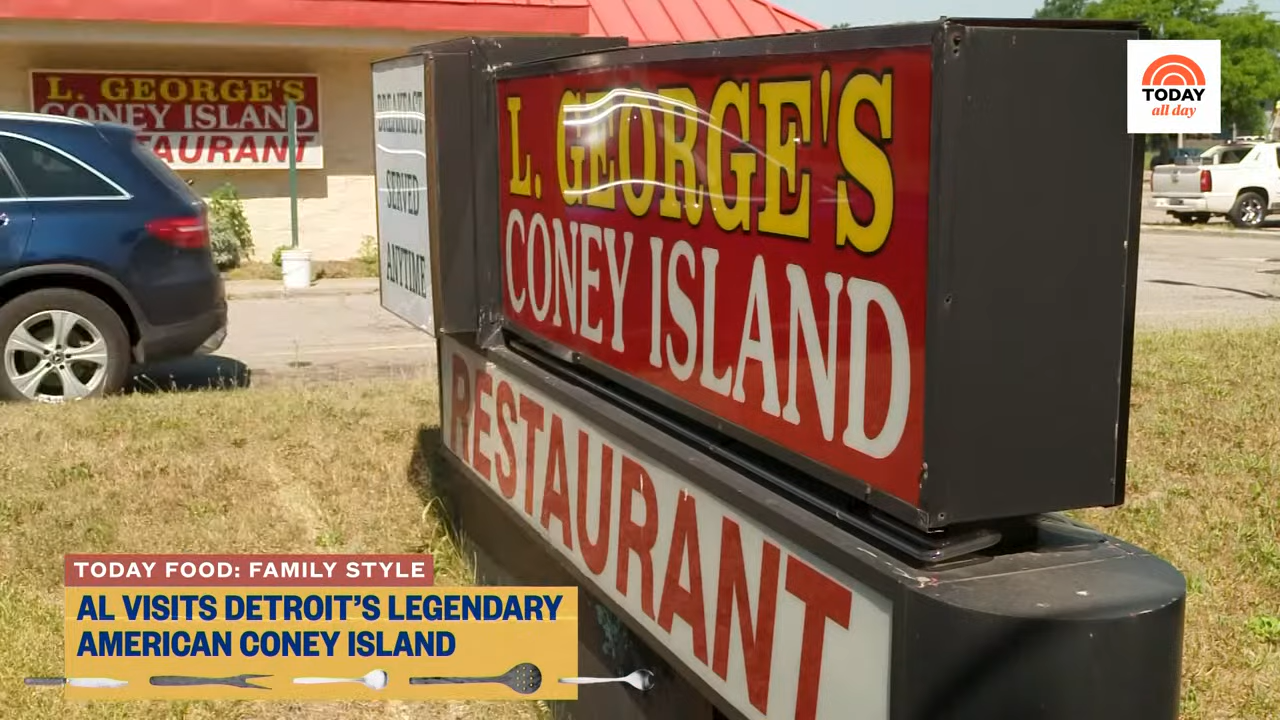 L. GEORGE'S
CONEY ISLAND
RESTAURANT
BREAKFAST
SERVED
ANYTIME
L. GEORGE'S
CONEY ISLAND
RESTAURANT
TODAY
all day
TODAY FOOD: FAMILY STYLE
AL VISITS DETROIT'S LEGENDARY
AMERICAN CONEY ISLAND